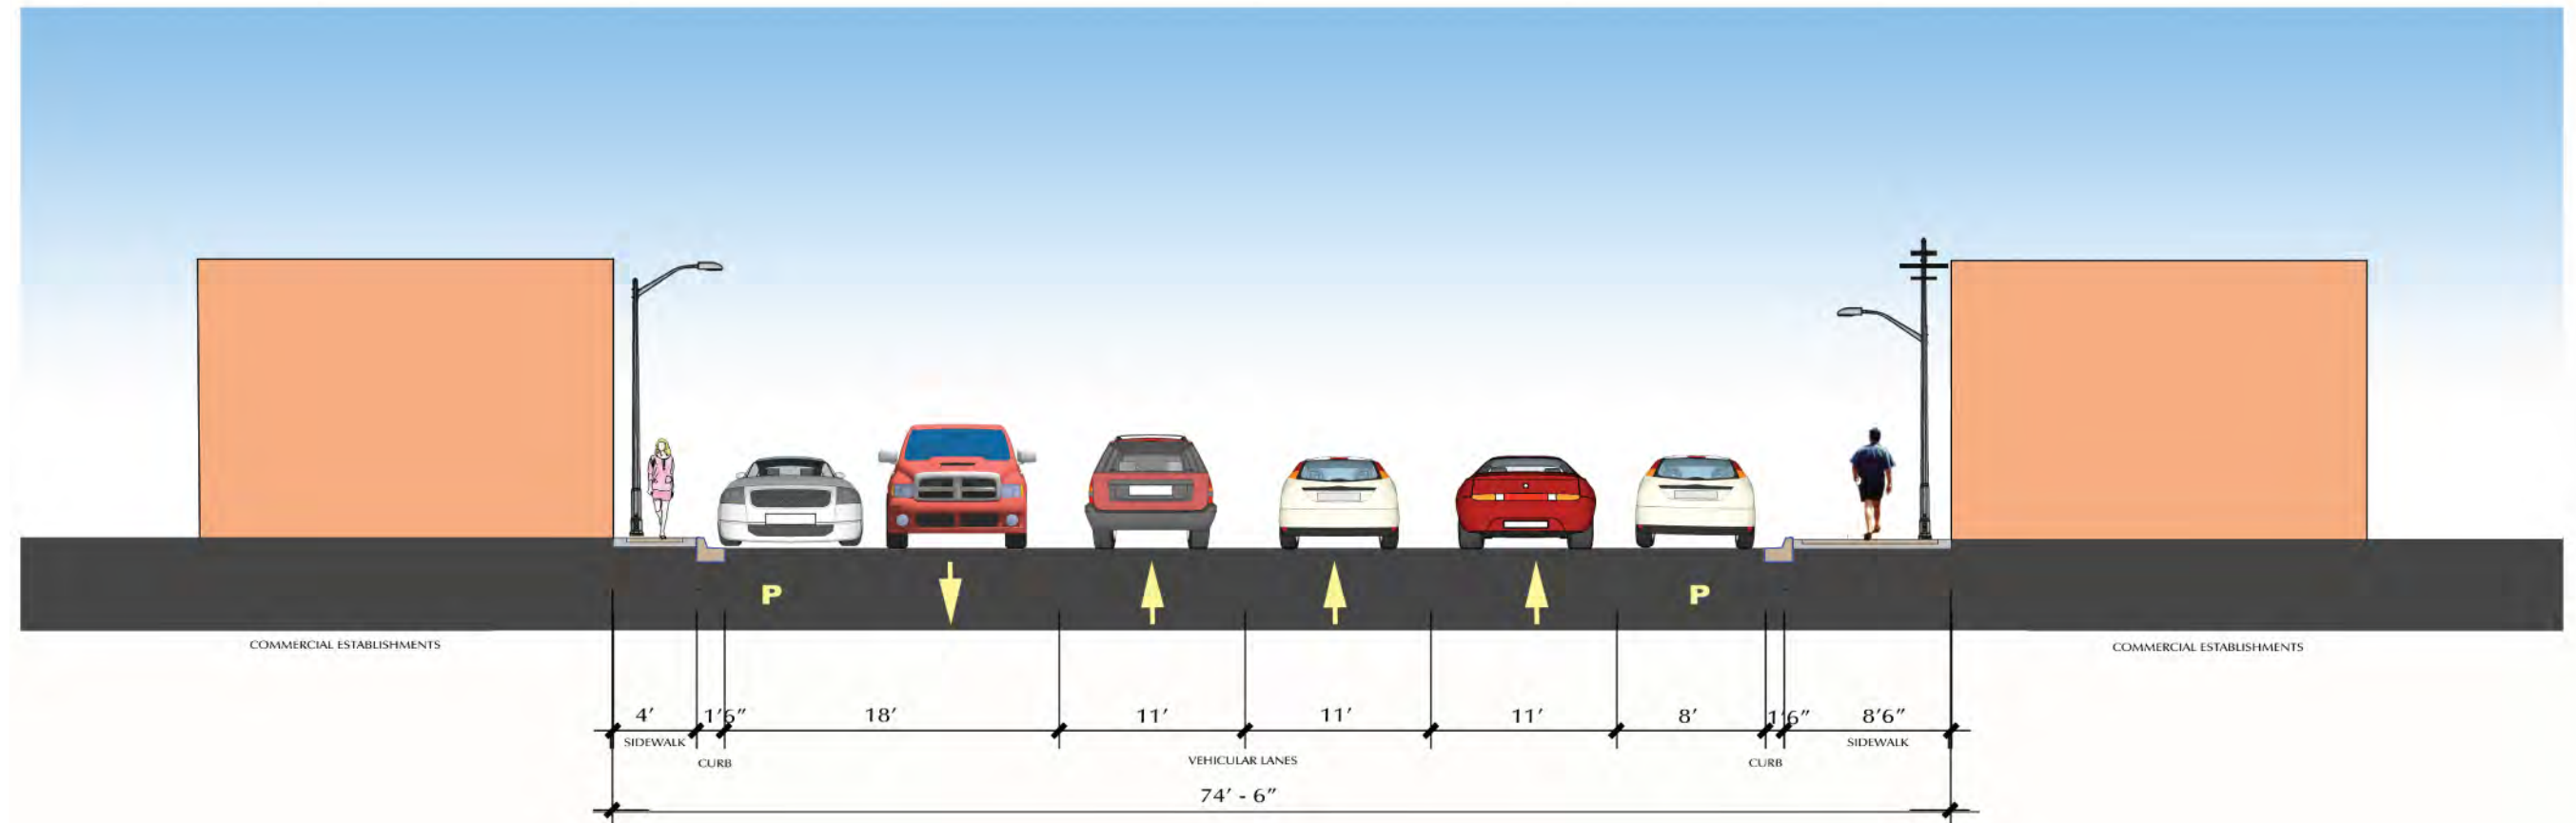 P
P
COMMERCIAL ESTABLISHMENTS
COMMERCIAL ESTABLISHMENTS
4' 1'6" 18' 11' 11' 11' 8' 1'6" 8'6"
SIDEWALK
SIDEWALK
CURB
VEHICULAR LANES
CURB
74' - 6"